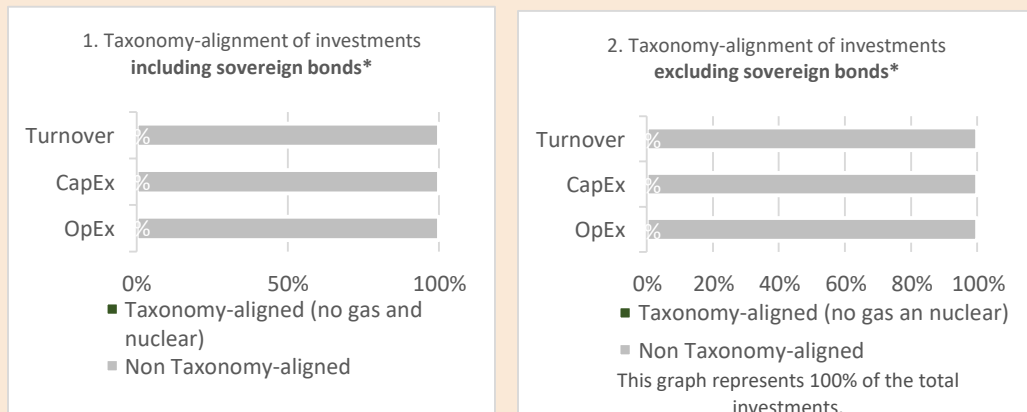 1. Taxonomy-alignment of investments
including sovereign bonds*
Turnover
%
CapEx
%
OpEx
%
0%
50%
100%
Taxonomy-aligned (no gas and
nuclear)
Non Taxonomy-aligned
2. Taxonomy-alignment of investments
excluding sovereign bonds*
Turnover
%
CapEx
%
OpEx
%
0%
20%
40%
60%
80%
100%
Taxonomy-aligned (no gas an nuclear)
Non Taxonomy-aligned
This graph represents 100% of the total
investments.